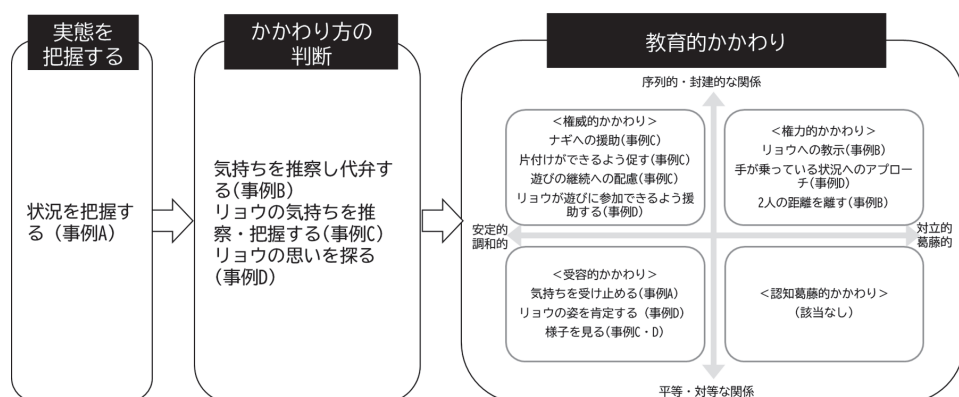 実態を
把握する
状況を把握す
る（事例A）
かかわり方の
判断
気持ちを推察し代弁す
る(事例B)
リョウの気持ちを推
察・把握する(事例C)
リョウの思いを探る
(事例D)
教育的かかわり
序列的・封建的な関係
＜権威的かかわり＞
ナギへの援助(事例C)
片付けができるよう促す(事例C)
遊びの継続への配慮(事例C)
リョウが遊びに参加できるよう援
助する(事例D)
＜権力的かかわり＞
リョウへの教示(事例B)
手が乗っている状況へのアプロー
チ(事例D)
2人の距離を離す(事例B)
安定的
調和的
対立的
葛藤的
＜受容的かかわり＞
気持ちを受け止める(事例A)
リョウの姿を肯定する（事例D)
様子を見る(事例C・D)
＜認知葛藤的かかわり＞
(該当なし)
平等・対等な関係